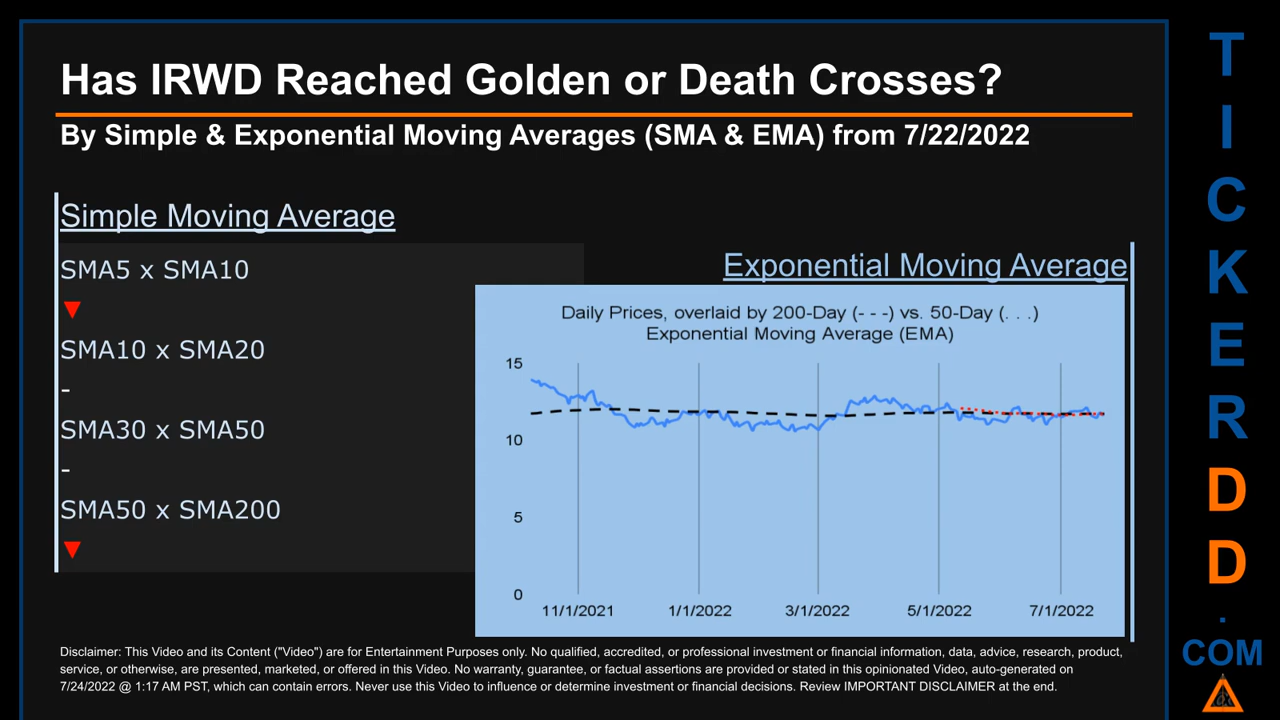 Has IRWD Reached Golden or Death Crosses?
By Simple & Exponential Moving Averages (SMA & EMA) from 7/22/2022
Simple Moving Average
SMA5 x SMA10
▼
SMA10 x SMA20
-
SMA30 x SMA50
-
SMA50 x SMA200
▼
Exponential Moving Average
Daily Prices, overlaid by 200-Day (- - -) vs. 50-Day (. . .)
Exponential Moving Average (EMA)
15
10
5
0
11/1/2021 1/1/2022 3/1/2022 5/1/2022 7/1/2022
Disclaimer: This Video and its Content ("Video") are for Entertainment Purposes only. No qualified, accredited, or professional investment or financial information, data, advice, research, product,
service, or otherwise, are presented, marketed, or offered in this Video. No warranty, guarantee, or factual assertions are provided or stated in this opinionated Video, auto-generated on
7/24/2022 @ 1:17 AM PST, which can contain errors. Never use this Video to influence or determine investment or financial decisions. Review IMPORTANT DISCLAIMER at the end.
T
I
C
K
E
R
D
D
.
COM